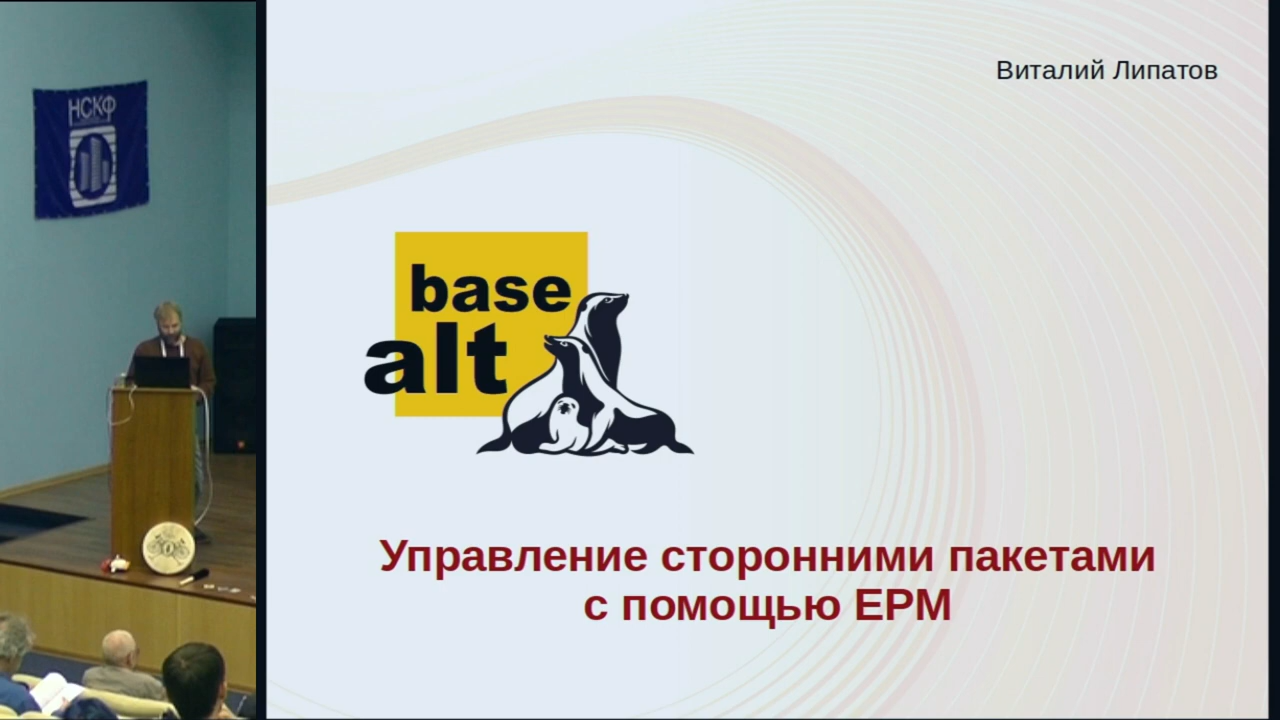 НСКФ
Виталий Липатов
base
alt
Управление сторонними пакетами
с помощью EPM